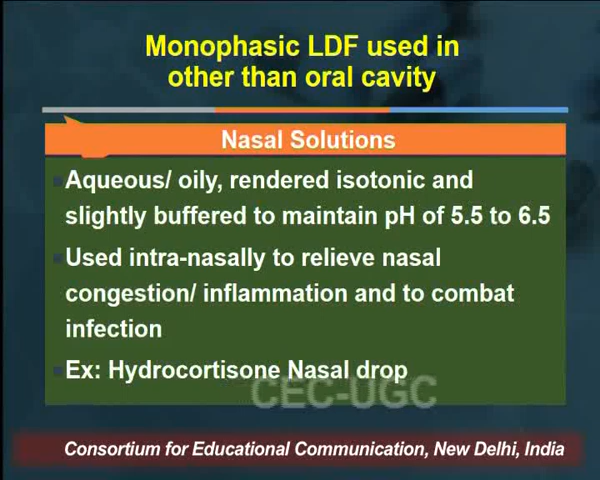 Monophasic LDF used in
other than oral cavity
Nasal Solutions
Aqueous/ oily, rendered isotonic and
slightly buffered to maintain pH of 5.5 to 6.5
Used intra-nasally to relieve nasal
congestion/ inflammation and to combat
infection
Ex: Hydrocortisone Nasal drop
CEC-UGC
Consortium for Educational Communication, New Delhi, India